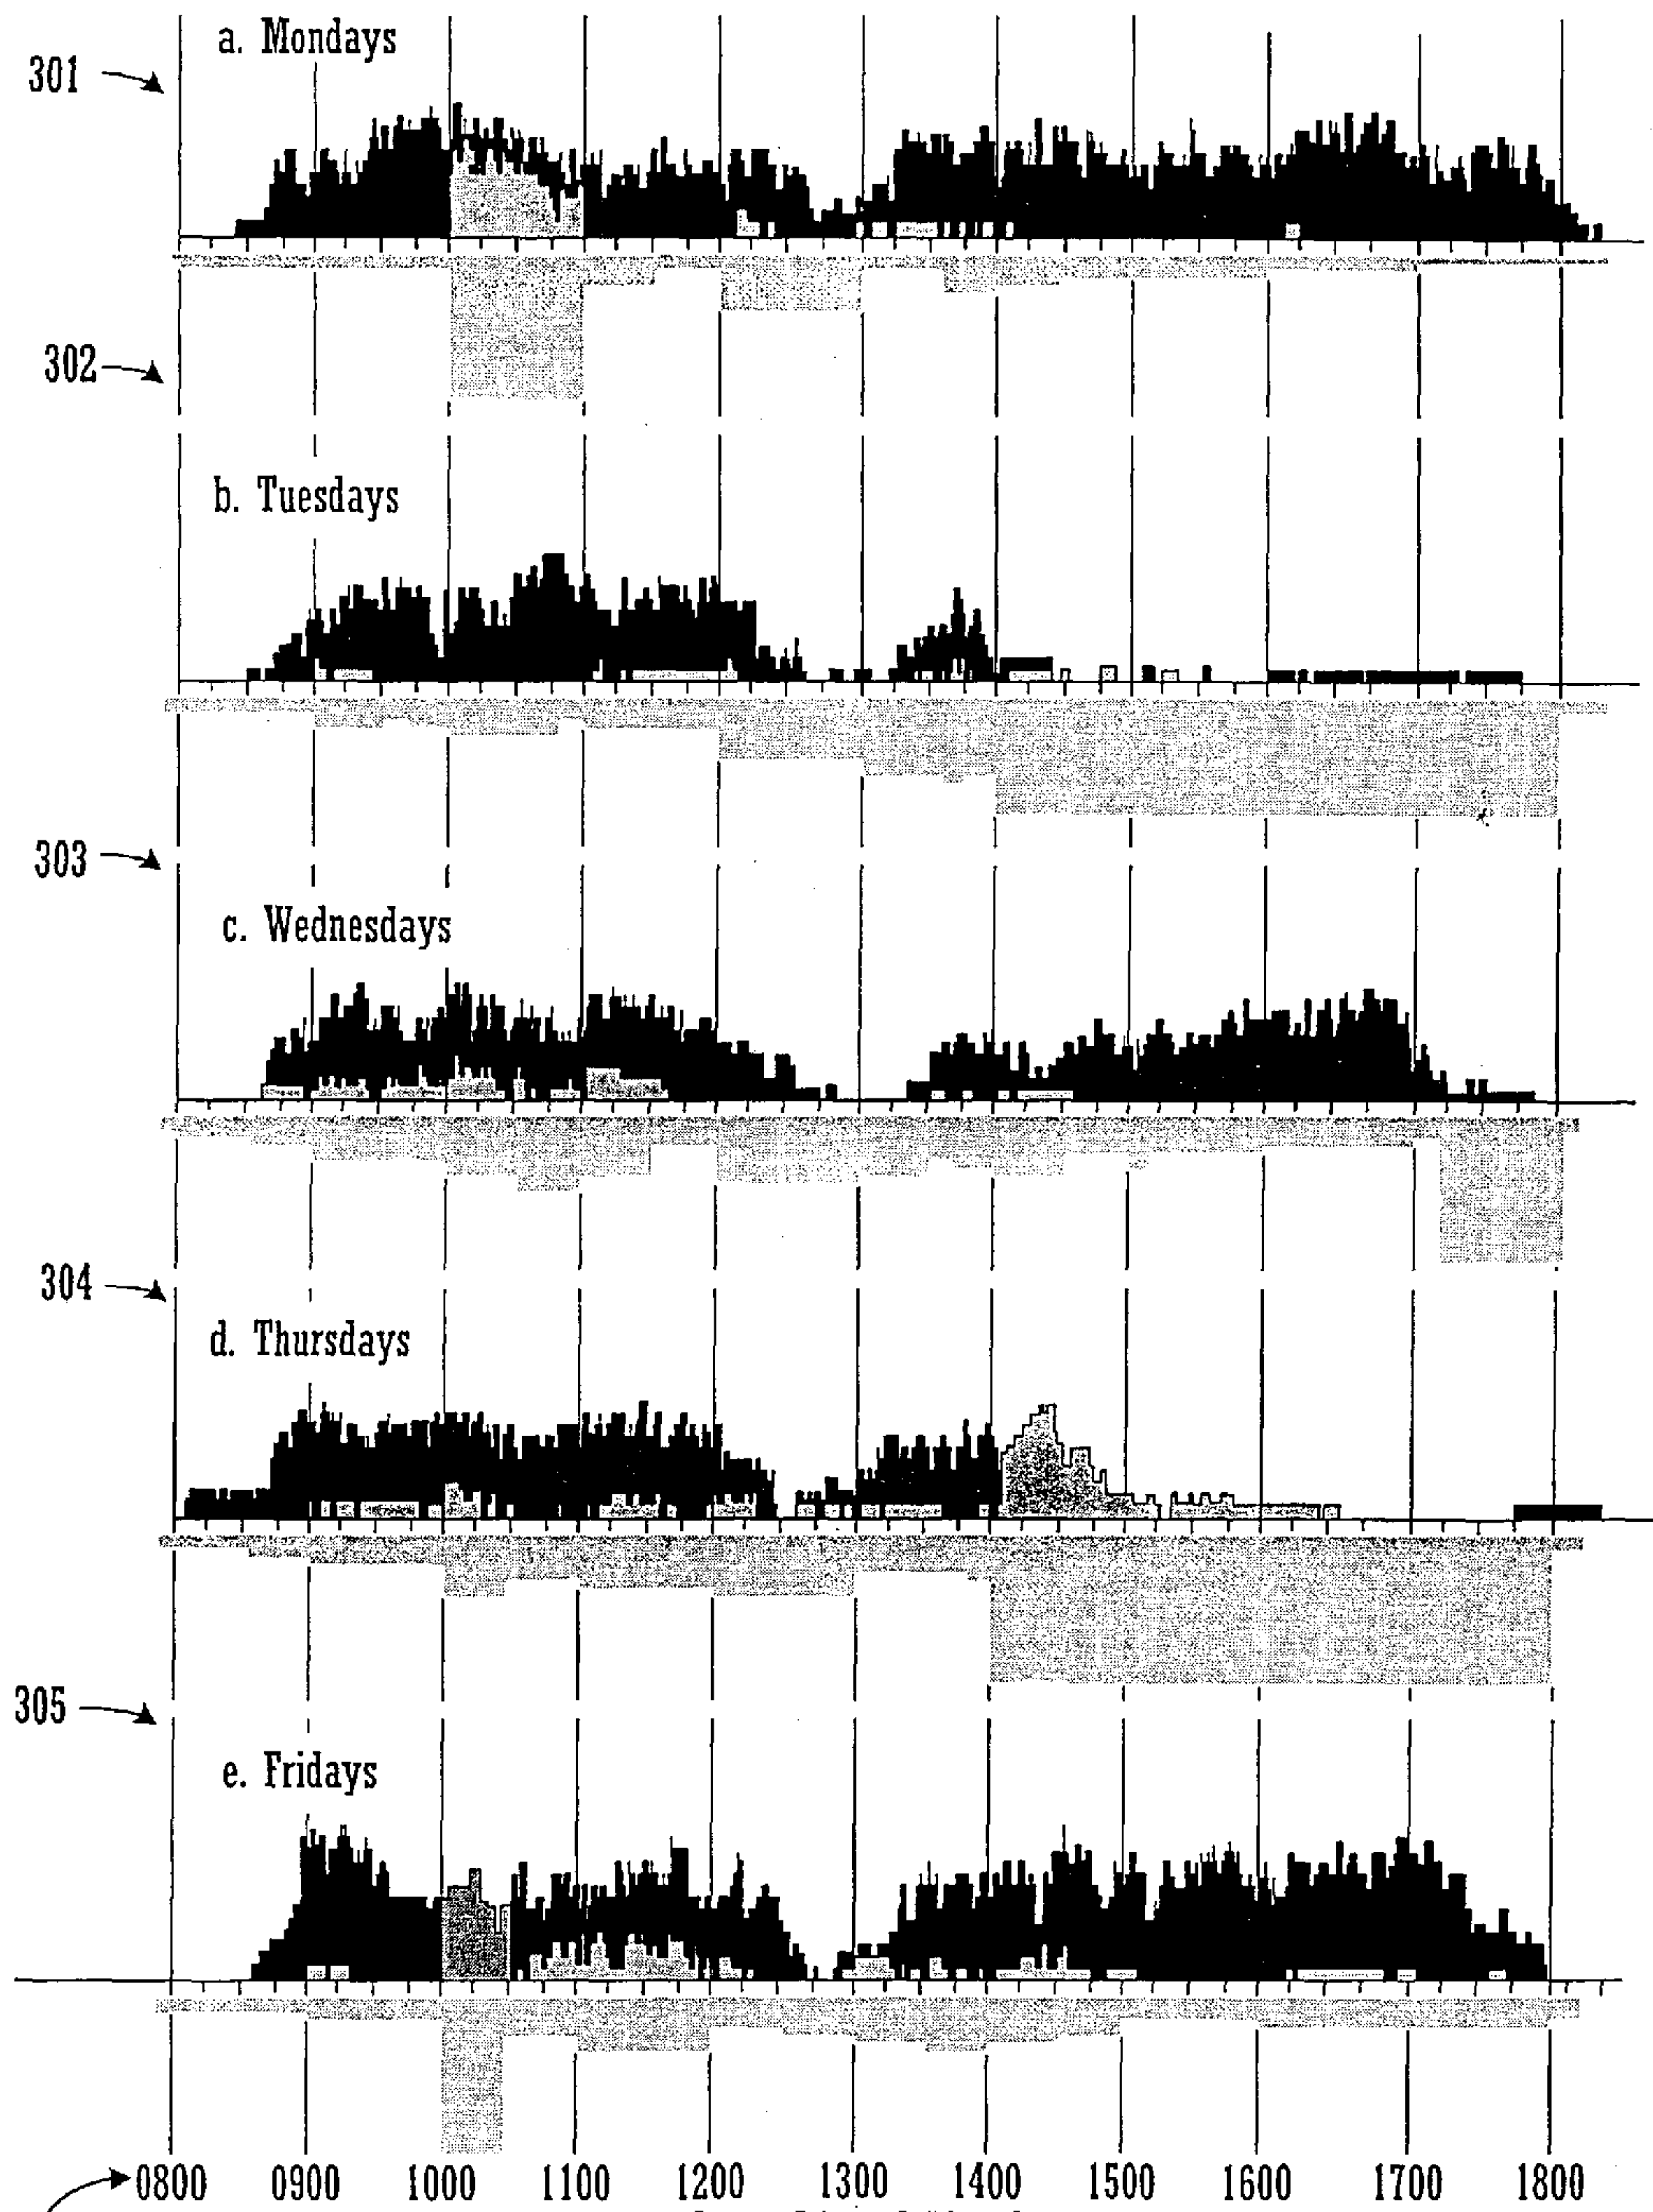 a. Mondays
301
302
b. Tuesdays
303
c. Wednesdays
304
d. Thursdays
305
e. Fridays
0800 0900 1000 1100 1200 1300 1400 1500 1600 1700 1800